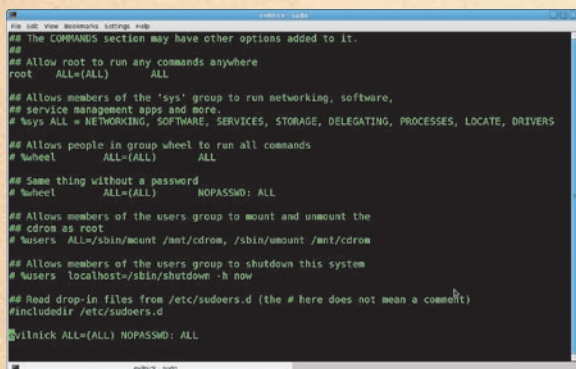 evilnick : sudo
File Edit View Bookmarks Settings Help
## The COMMANDS section may have other options added to it.
##
## Allow root to run any commands anywhere
root ALL=(ALL) ALL
## Allows members of the 'sys' group to run networking, software,
## service management apps and more.
# %sys ALL = NETWORKING, SOFTWARE, SERVICES, STORAGE, DELEGATING, PROCESSES, LOCATE, DRIVERS
## Allows people in group wheel to run all commands
# %wheel ALL=(ALL) ALL
## Same thing without a password
# %wheel ALL=(ALL) NOPASSWD: ALL
## Allows members of the users group to mount and unmount the
## cdrom as root
# %users ALL=/sbin/mount /mnt/cdrom, /sbin/umount /mnt/cdrom
## Allows members of the users group to shutdown this system
# %users localhost=/sbin/shutdown -h now
## Read drop-in files from /etc/sudoers.d (the # here does not mean a comment)
#includedir /etc/sudoers.d
evilnick ALL=(ALL) NOPASSWD: ALL
evilnick : sudo